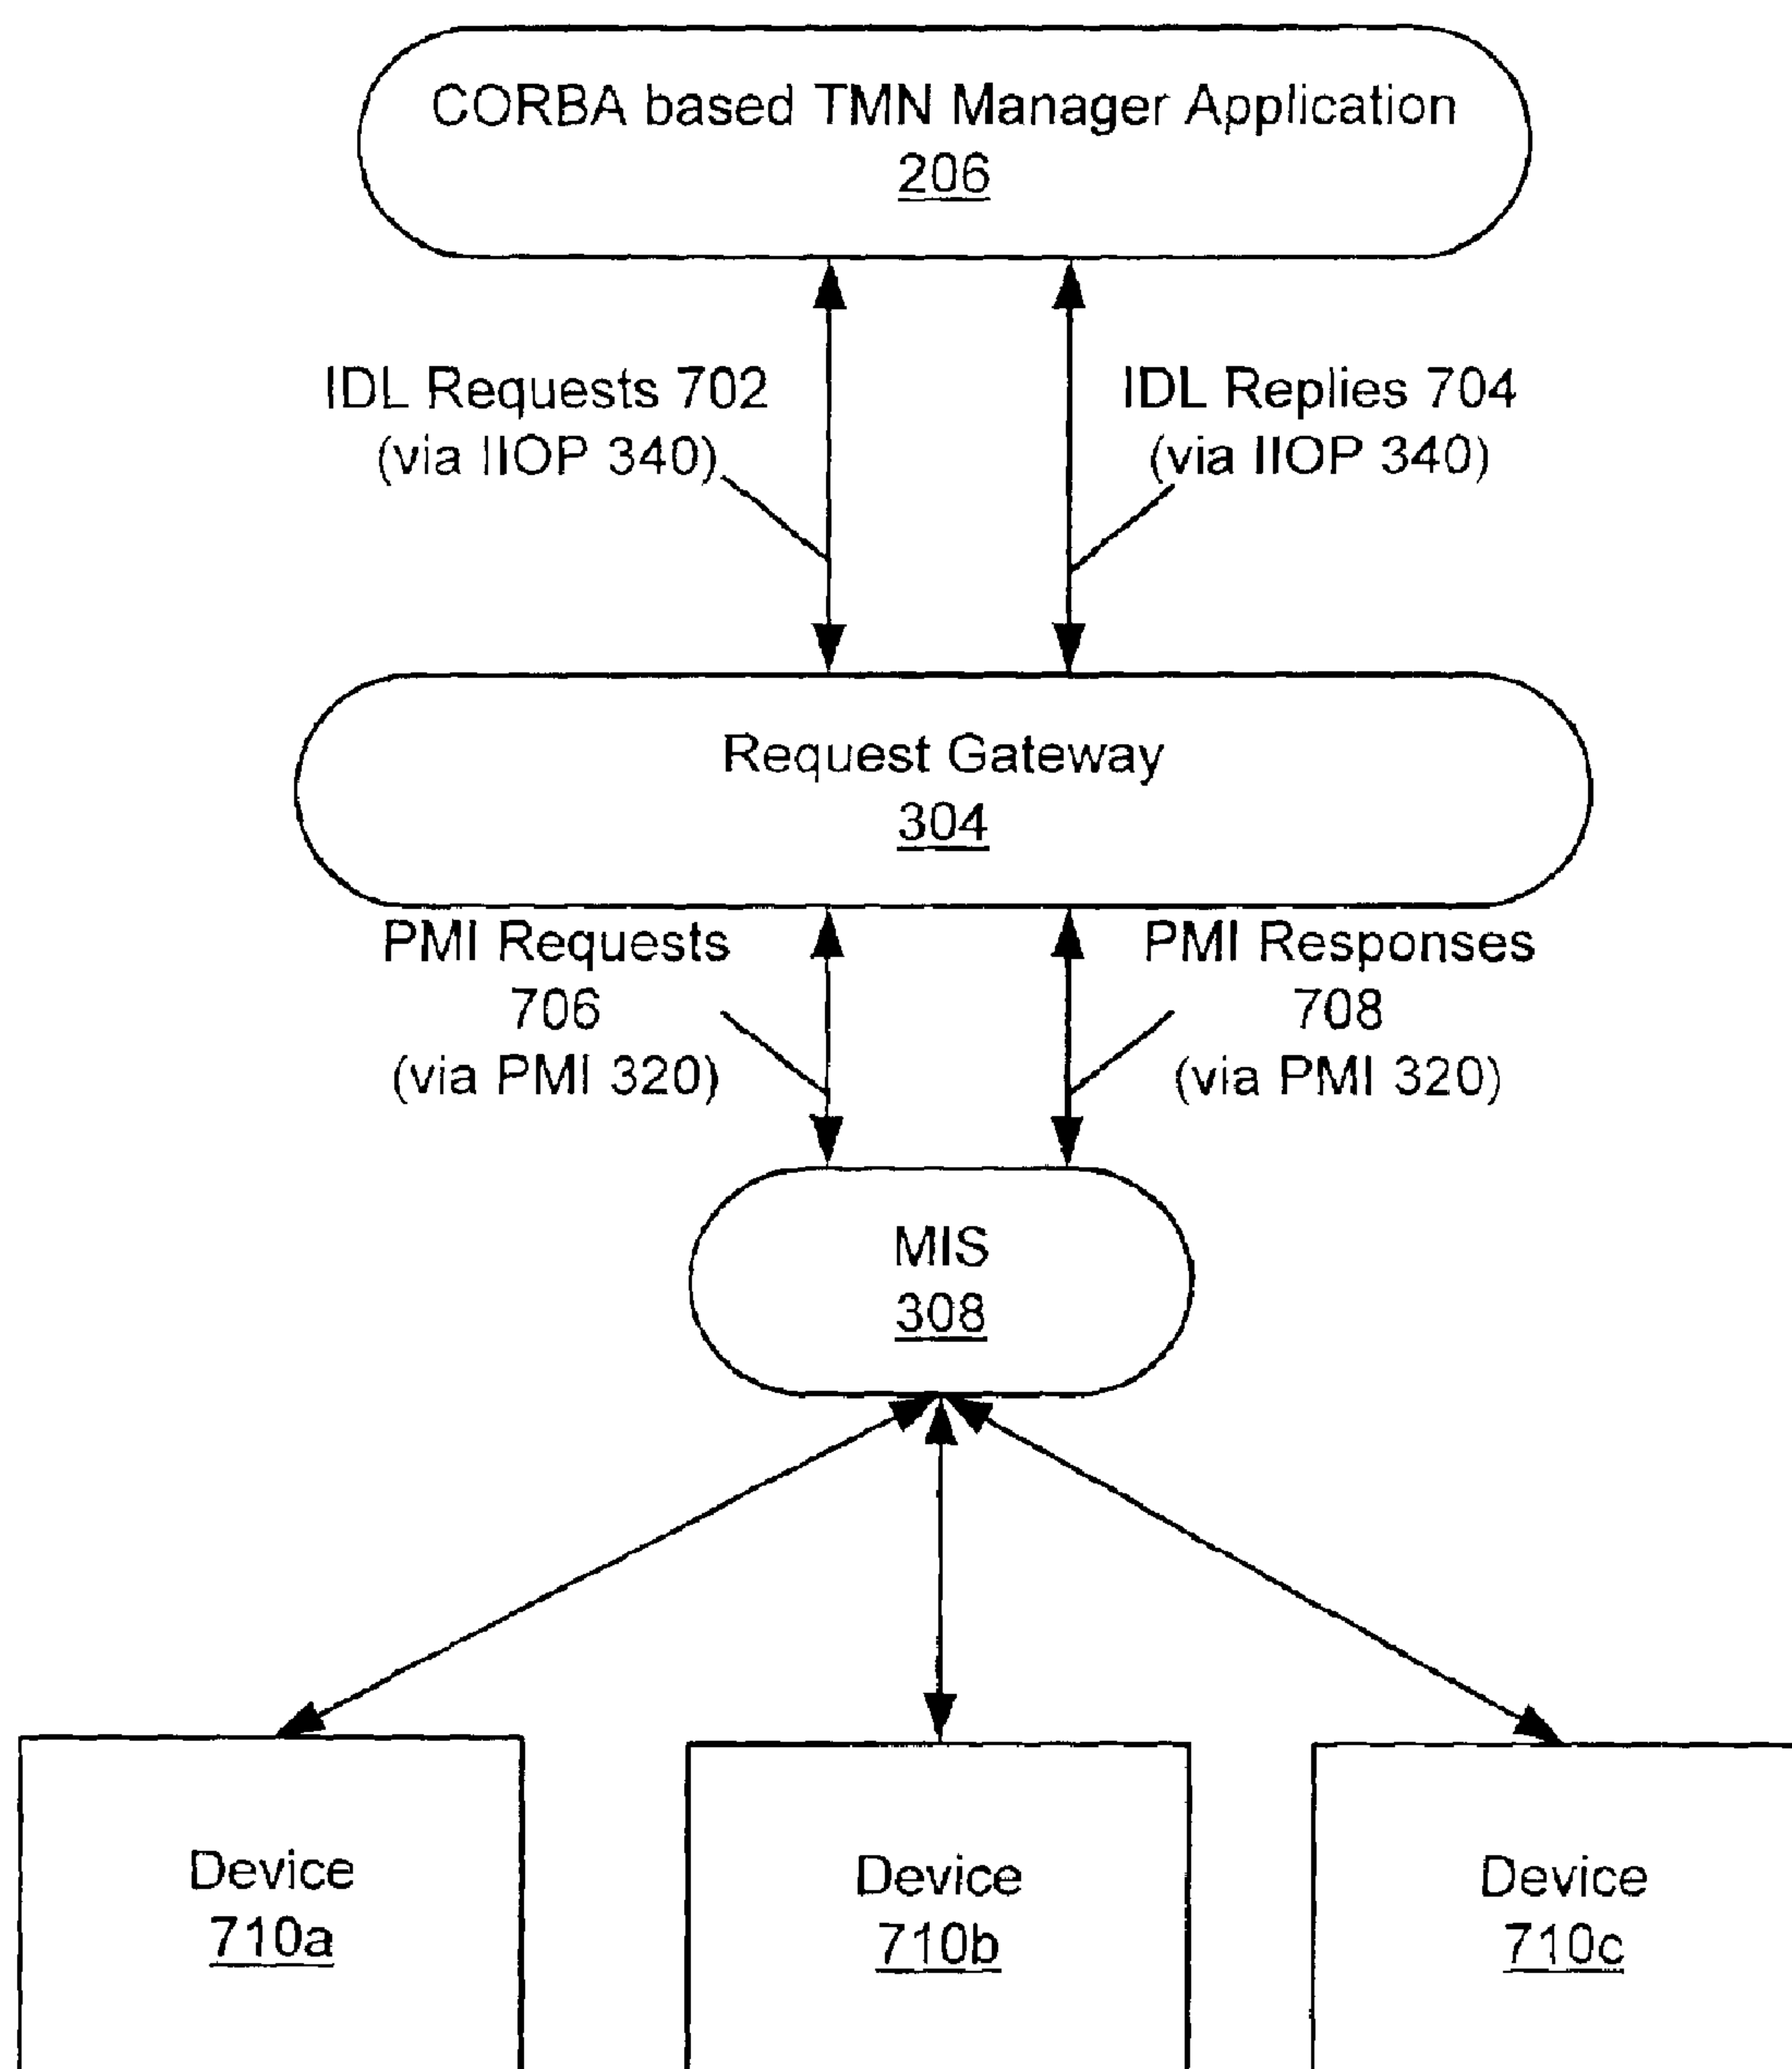 CORBA based TMN Manager Application
206
IDL Requests 702
(via IIOP 340)
IDL Replies 704
(via IIOP 340)
Request Gateway
304
PMI Requests
706
(via PMI 320)
PMI Responses
708
(via PMI 320)
MIS
308
Device
710a
Device
710b
Device
710c